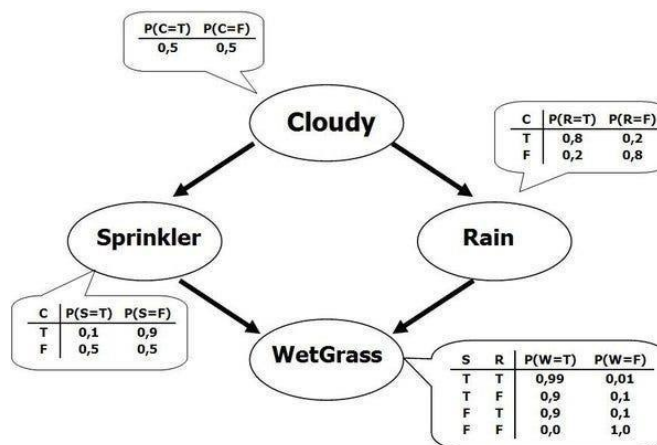 P(C=T) P(C=F)
0,5 0,5
Cloudy
C P(R=T) P(R=F)
T 0,8 0,2
F 0,2 0,8
Sprinkler
Rain
C P(S=T) P(S=F)
T 0,1 0,9
F 0,5 0,5
WetGrass
S R P(W=T) P(W=F)
T T 0,99 0,01
T F 0,9 0,1
F T 0,9 0,1
F F 0,0 1,0